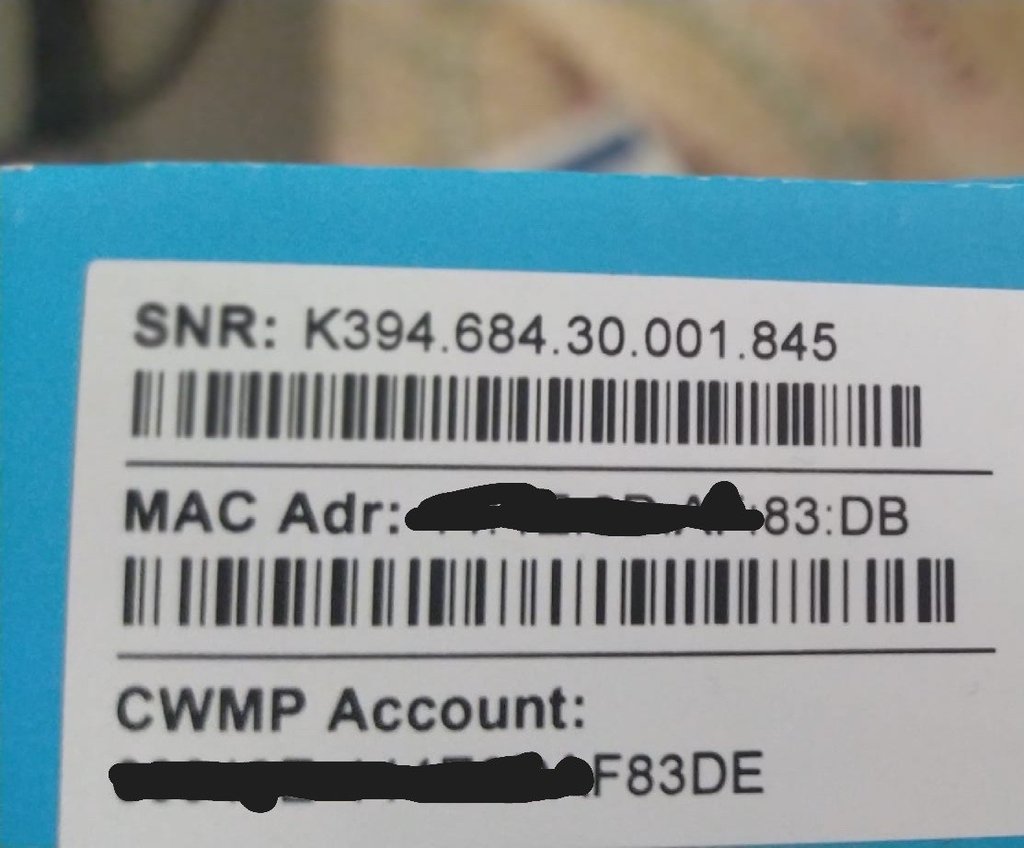 SNR: K394.684.30.001.845
MAC Adr: 83:DB
CWMP Account:
F83DE